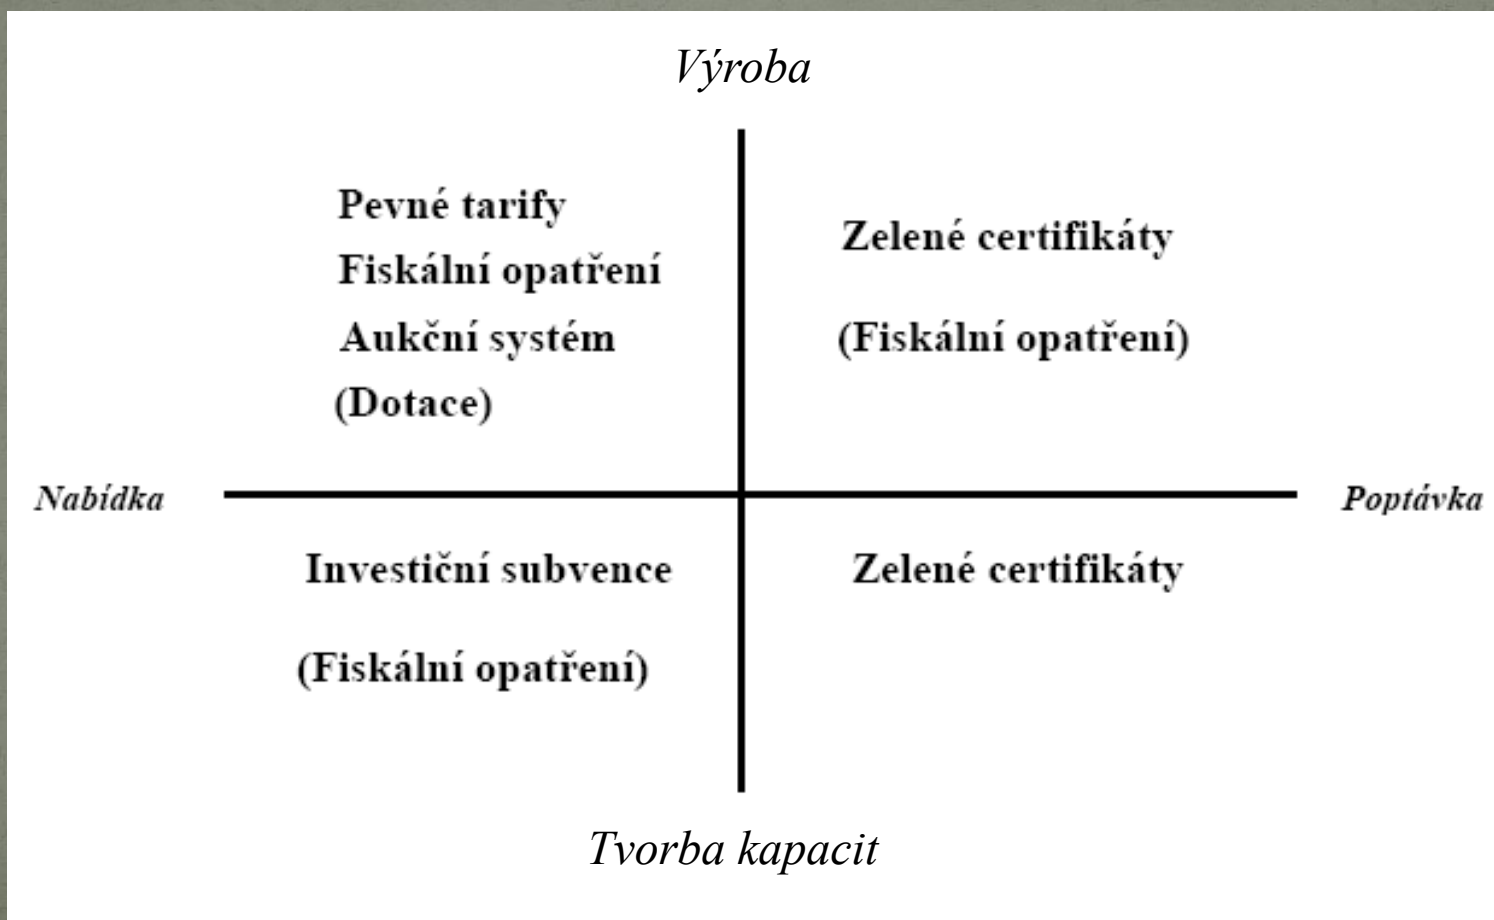 Výroba
Pevné tarify
Fiskální opatření
Aukční systém
(Dotace)
Zelené certifikáty
(Fiskální opatření)
Nabídka
Poptávka
Investiční subvence
(Fiskální opatření)
Zelené certifikáty
Tvorba kapacit